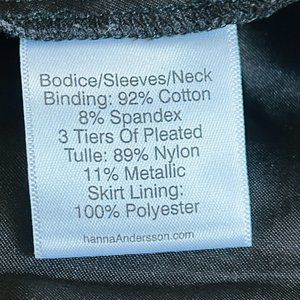 Bodice/Sleeves/Neck
Binding: 92% Cotton
8% Spandex
3 Tiers Of Pleated
Tulle: 89% Nylon
11% Metallic
Skirt Lining:
100% Polyester
hannaAndersson.com